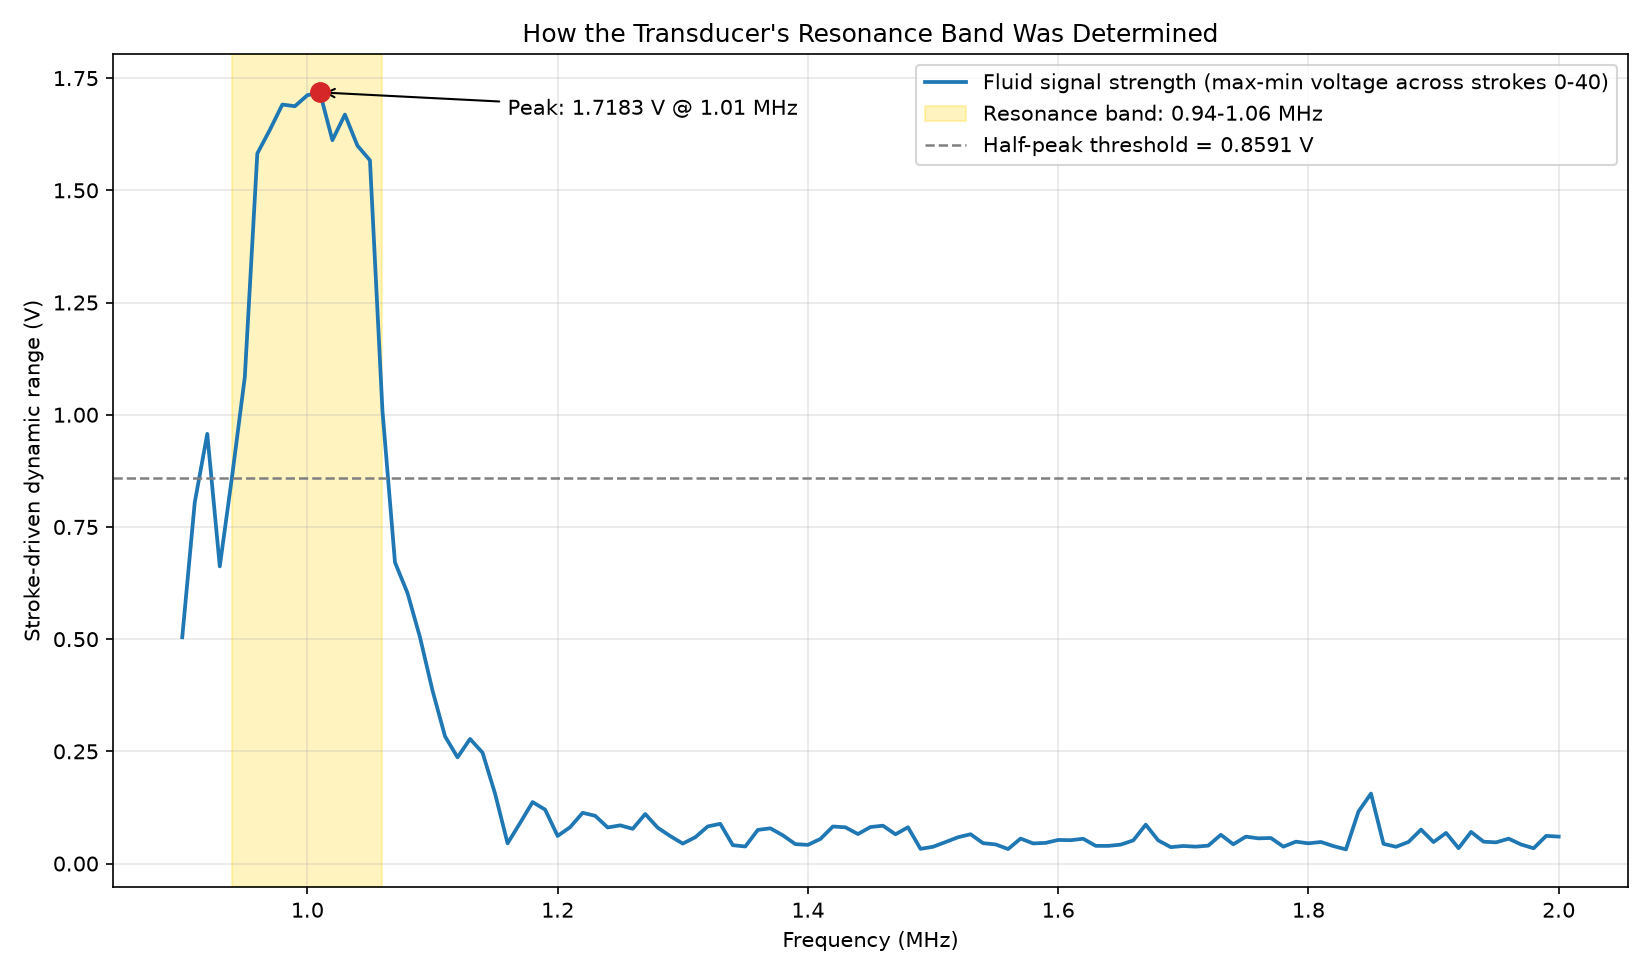 How the Transducer's Resonance Band Was Determined
Fluid signal strength (max-min voltage across strokes 0-40)
Resonance band: 0.94-1.06 MHz
Half-peak threshold = 0.8591 V
Peak: 1.7183 V @ 1.01 MHz
Stroke-driven dynamic range (V)
1.75
1.50
1.25
1.00
0.75
0.50
0.25
0.00
1.0 1.2 1.4 1.6 1.8 2.0
Frequency (MHz)